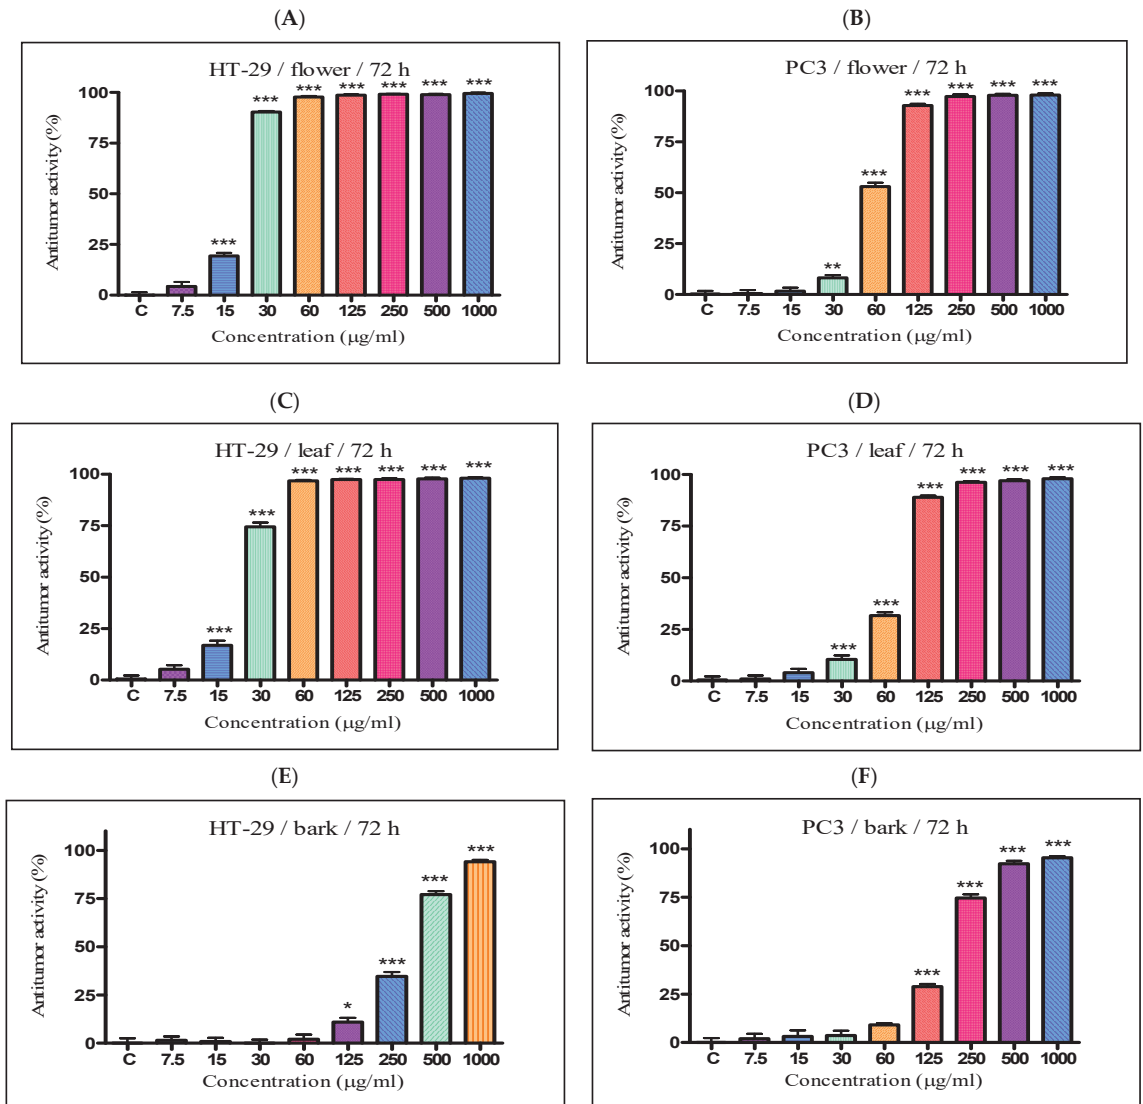 (A)
HT-29 / flower / 72 h
Antitumor activity (%)
100
75
50
25
0
*** *** *** *** *** *** ***
C 7.5 15 30 60 125 250 500 1000
Concentration (µg/ml)
(B)
PC3 / flower / 72 h
Antitumor activity (%)
100
75
50
25
0
** *** *** *** *** ***
C 7.5 15 30 60 125 250 500 1000
Concentration (µg/ml)
(C)
HT-29 / leaf / 72 h
Antitumor activity (%)
100
75
50
25
0
*** *** *** *** *** *** ***
C 7.5 15 30 60 125 250 500 1000
Concentration (µg/ml)
(D)
PC3 / leaf / 72 h
Antitumor activity (%)
100
75
50
25
0
*** *** *** *** *** ***
C 7.5 15 30 60 125 250 500 1000
Concentration (µg/ml)
(E)
HT-29 / bark / 72 h
Antitumor activity (%)
100
75
50
25
0
* *** *** ***
C 7.5 15 30 60 125 250 500 1000
Concentration (µg/ml)
(F)
PC3 / bark / 72 h
Antitumor activity (%)
100
75
50
25
0
*** *** *** ***
C 7.5 15 30 60 125 250 500 1000
Concentration (µg/ml)